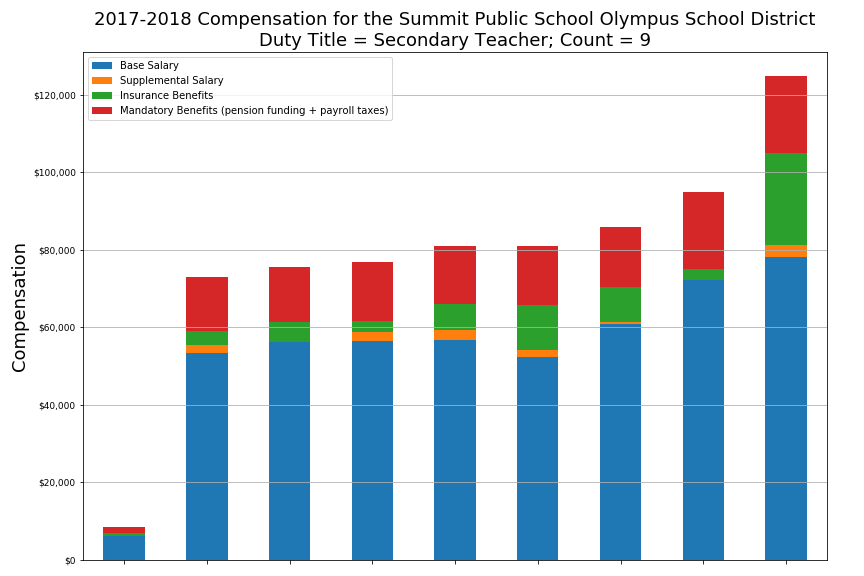 2017-2018 Compensation for the Summit Public School Olympus School District
Duty Title = Secondary Teacher; Count = 9
Base Salary
Supplemental Salary
Insurance Benefits
Mandatory Benefits (pension funding + payroll taxes)
Compensation
$120,000
$100,000
$80,000
$60,000
$40,000
$20,000
$0